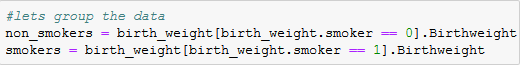 #lets group the data
non_smokers = birth_weight[birth_weight.smoker == 0].Birthweight
smokers = birth_weight[birth_weight.smoker == 1].Birthweight